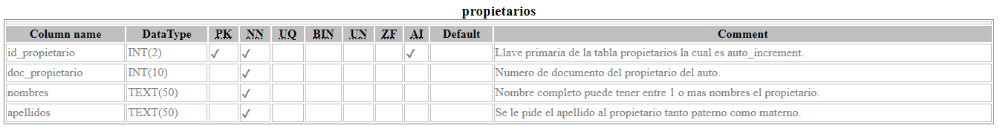 propietarios
Column name DataType PK NN UQ BIN UN ZF AI Default Comment
id_propietario INT(2) ✔ ✔ ✔ Llave primaria de la tabla propietarios la cual es auto_increment.
doc_propietario INT(10) ✔ Numero de documento del propietario del auto.
nombres TEXT(50) ✔ Nombre completo puede tener entre 1 o mas nombres el propietario.
apellidos TEXT(50) ✔ Se le pide el apellido al propietario tanto paterno como materno.